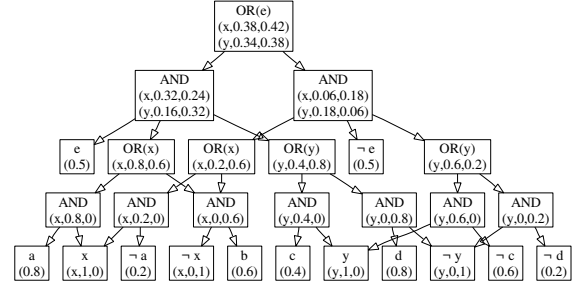 OR(e)
(x,0.38,0.42)
(y,0.34,0.38)
AND
(x,0.32,0.24)
(y,0.16,0.32)
AND
(x,0.06,0.18)
(y,0.18,0.06)
e
(0.5)
OR(x)
(x,0.8,0.6)
OR(x)
(x,0.2,0.6)
OR(y)
(y,0.4,0.8)
¬ e
(0.5)
OR(y)
(y,0.6,0.2)
AND
(x,0.8,0)
AND
(x,0.2,0)
AND
(x,0,0.6)
AND
(y,0.4,0)
AND
(y,0,0.8)
AND
(y,0.6,0)
AND
(y,0,0.2)
a
(0.8)
x
(x,1,0)
¬ a
(0.2)
¬ x
(x,0,1)
b
(0.6)
c
(0.4)
y
(y,1,0)
d
(0.8)
¬ y
(y,0,1)
¬ c
(0.6)
¬ d
(0.2)